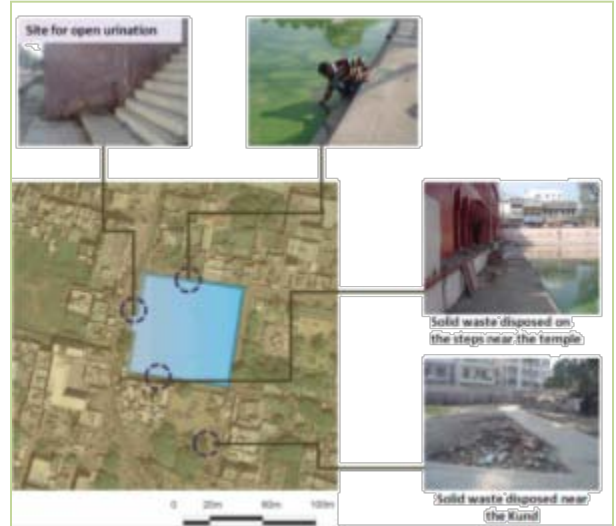 Site for open urination
Solid waste disposed on
the steps near the temple
Solid waste disposed near
the Kund
0 20m 60m 100m